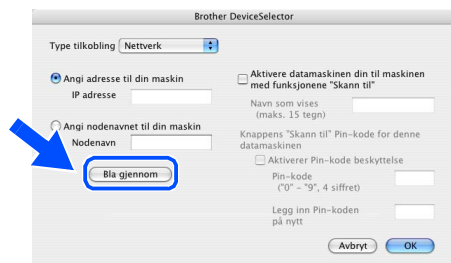 Brother DeviceSelector
Type tilkobling Nettverk
Angi adresse til din maskin
IP adresse
Angi nodenavnet til din maskin
Nodenavn
Bla gjennom
Aktivere datamaskinen din til maskinen
med funksjonene "Skann til"
Navn som vises
(maks. 15 tegn)
Knappens "Skann til" Pin-kode for denne
datamaskinen
Aktiverer Pin-kode beskyttelse
Pin-kode
("0" – "9", 4 siffret)
Legg inn Pin-koden
på nytt
Avbryt OK